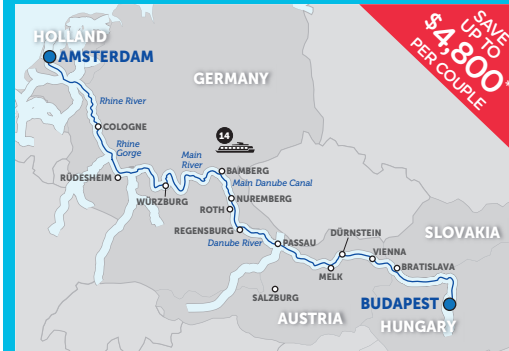 SAVE
UP TO
$4,800*
PER COUPLE
HOLLAND
AMSTERDAM
GERMANY
Rhine River
COLOGNE
14
Rhine
Gorge
Main
River
BAMBERG
RÜDESHEIM
Main Danube Canal
WÜRZBURG
NUREMBERG
ROTH
REGENSBURG
DÜRNSTEIN
SLOVAKIA
Danube River
PASSAU
VIENNA
BRATISLAVA
MELK
SALZBURG
BUDAPEST
AUSTRIA
HUNGARY